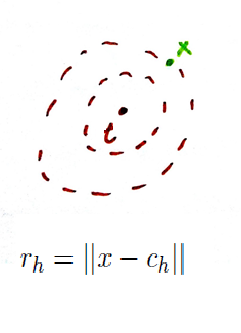 x
c
r_h = ||x − c_h||